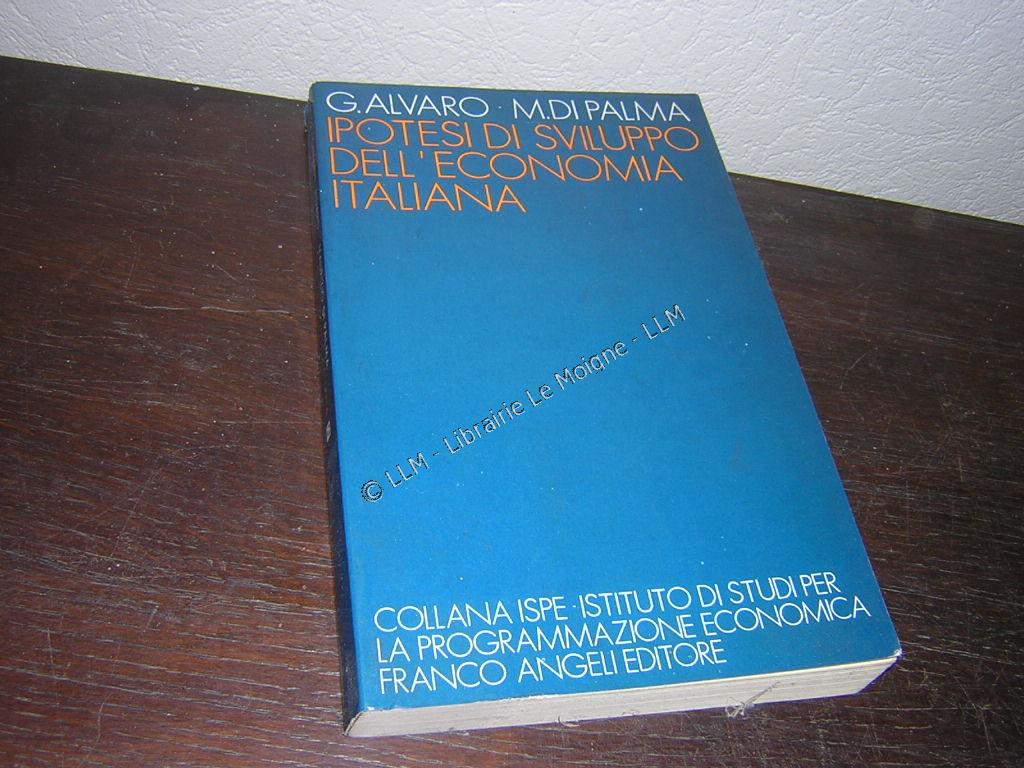 G. ALVARO · M. DI PALMA
IPOTESI DI SVILUPPO
DELL'ECONOMIA
ITALIANA
© LLM - Librairie Le Moigne - LLM
COLLANA ISPE · ISTITUTO DI STUDI PER
LA PROGRAMMAZIONE ECONOMICA
FRANCO ANGELI EDITORE